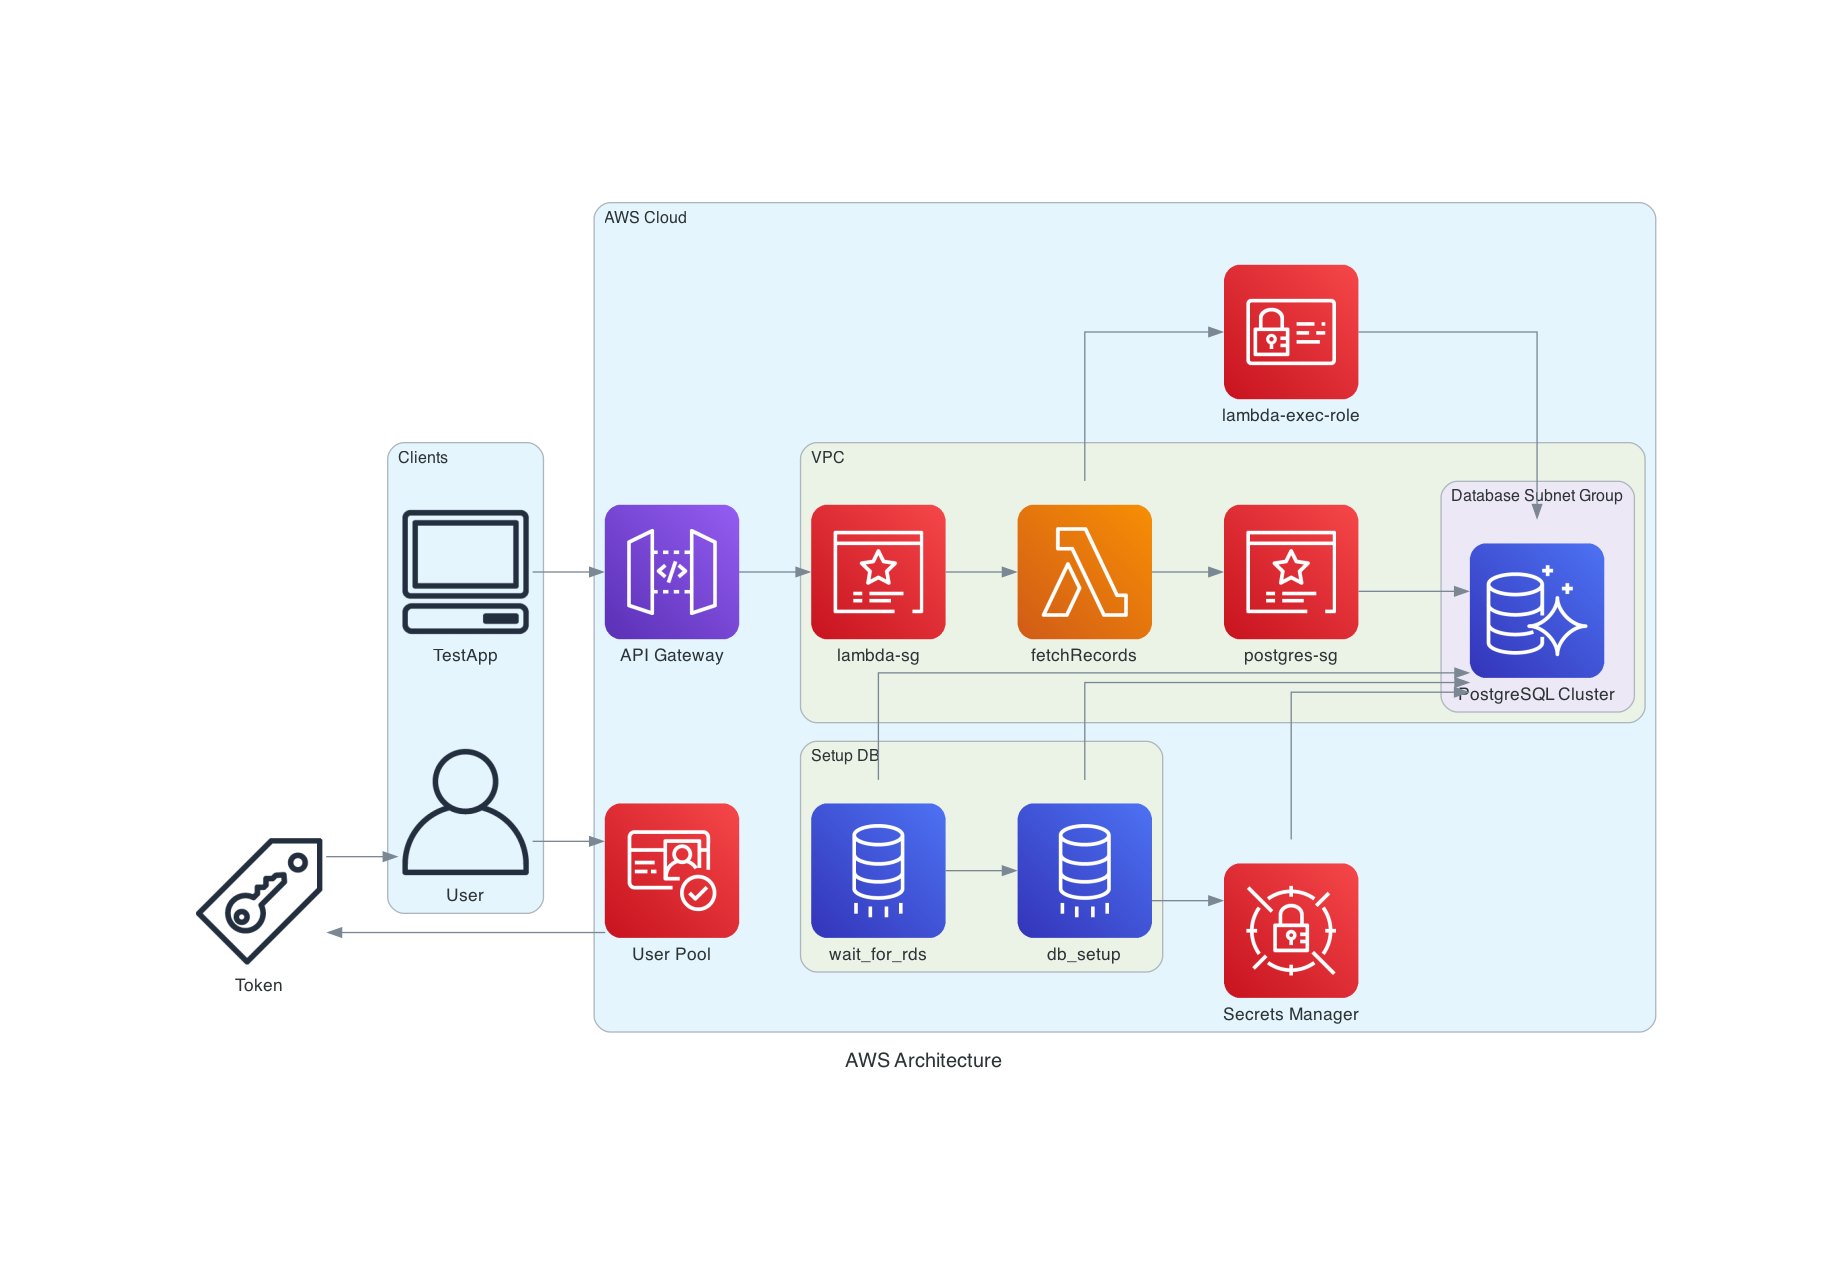 AWS Cloud
lambda-exec-role
Clients
VPC
Database Subnet Group
TestApp
API Gateway
lambda-sg
fetchRecords
postgres-sg
PostgreSQL Cluster
Setup DB
User
Token
User Pool
wait_for_rds
db_setup
Secrets Manager
AWS Architecture